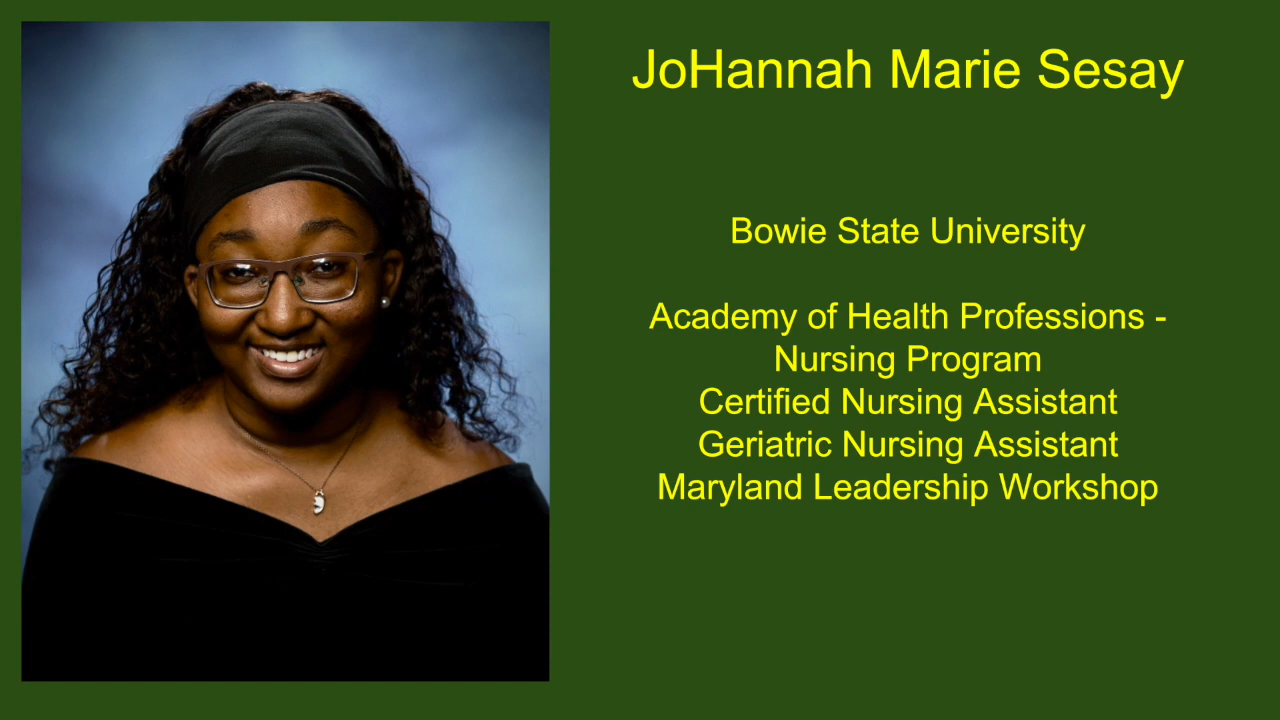 JoHannah Marie Sesay
Bowie State University
Academy of Health Professions -
Nursing Program
Certified Nursing Assistant
Geriatric Nursing Assistant
Maryland Leadership Workshop